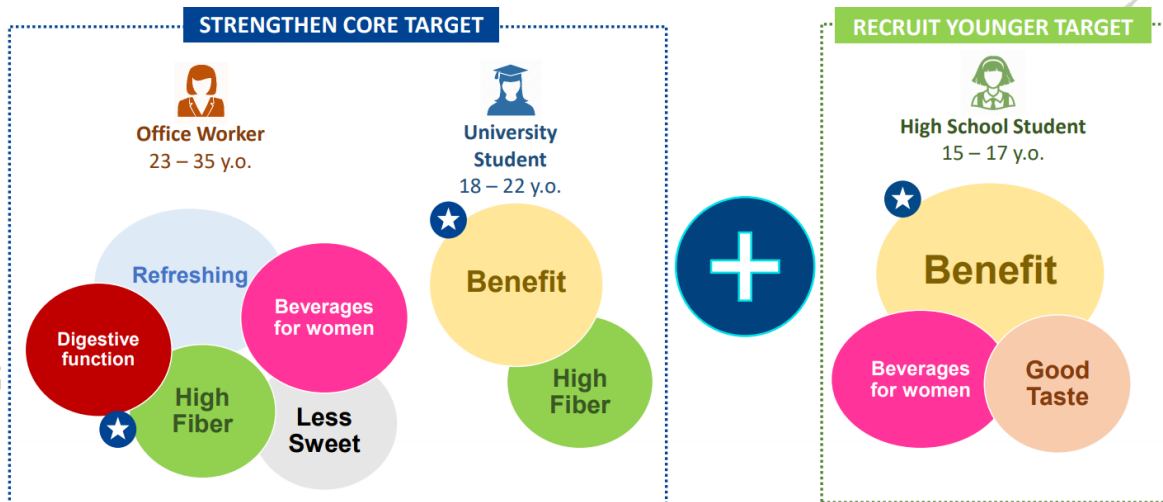 STRENGTHEN CORE TARGET
Office Worker
23 – 35 y.o.
University
Student
18 – 22 y.o.
Refreshing
Digestive
function
Beverages
for women
High
Fiber
Less
Sweet
Benefit
High
Fiber
RECRUIT YOUNGER TARGET
High School Student
15 – 17 y.o.
Benefit
Beverages
for women
Good
Taste